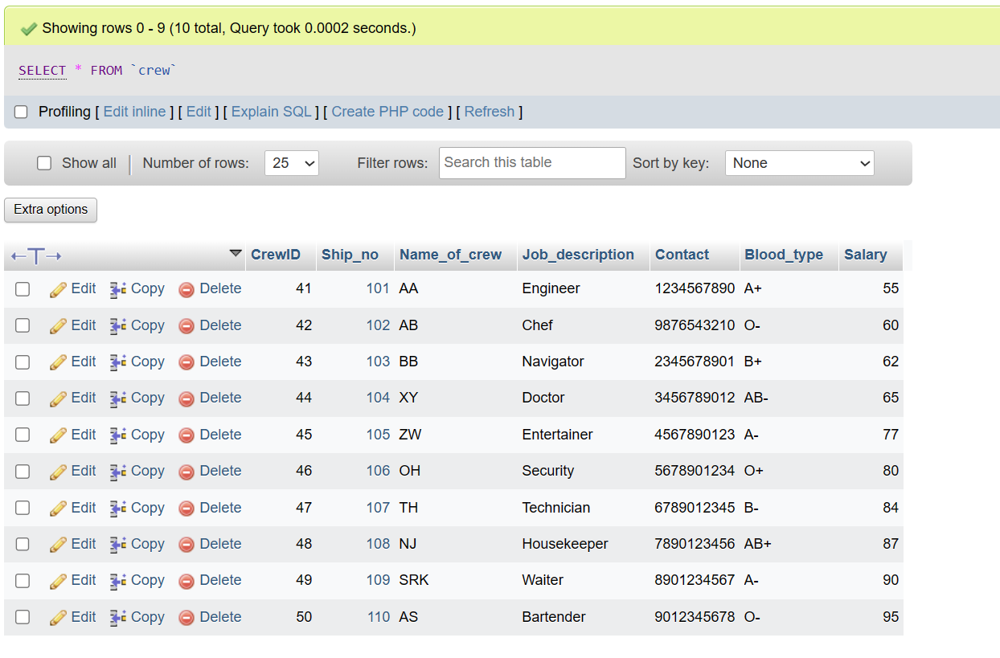 Showing rows 0 - 9 (10 total, Query took 0.0002 seconds.)
SELECT * FROM `crew`
Profiling [ Edit inline ] [ Edit ] [ Explain SQL ] [ Create PHP code ] [ Refresh ]
Show all | Number of rows: 25 Filter rows: Search this table Sort by key: None
Extra options
←T→ CrewID Ship_no Name_of_crew Job_description Contact Blood_type Salary
Edit Copy Delete 41 101 AA Engineer 1234567890 A+ 55
Edit Copy Delete 42 102 AB Chef 9876543210 O- 60
Edit Copy Delete 43 103 BB Navigator 2345678901 B+ 62
Edit Copy Delete 44 104 XY Doctor 3456789012 AB- 65
Edit Copy Delete 45 105 ZW Entertainer 4567890123 A- 77
Edit Copy Delete 46 106 OH Security 5678901234 O+ 80
Edit Copy Delete 47 107 TH Technician 6789012345 B- 84
Edit Copy Delete 48 108 NJ Housekeeper 7890123456 AB+ 87
Edit Copy Delete 49 109 SRK Waiter 8901234567 A- 90
Edit Copy Delete 50 110 AS Bartender 9012345678 O- 95